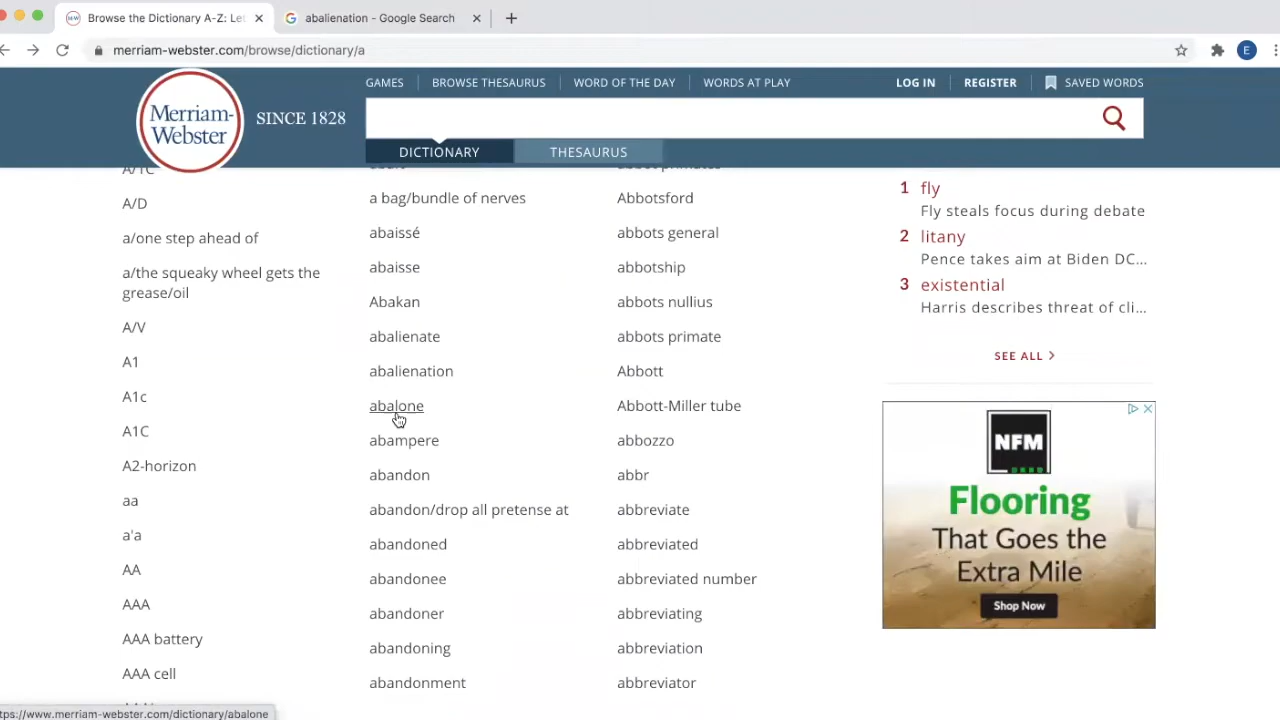 Browse the Dictionary A-Z: Let
abalienation - Google Search
merriam-webster.com/browse/dictionary/a
E
Merriam-
Webster
SINCE 1828
GAMES
BROWSE THESAURUS
WORD OF THE DAY
WORDS AT PLAY
LOG IN
REGISTER
SAVED WORDS
DICTIONARY
THESAURUS
A/1C
A/D
a/one step ahead of
a/the squeaky wheel gets the
grease/oil
A/V
A1
A1c
A1C
A2-horizon
aa
a'a
AA
AAA
AAA battery
AAA cell
a bag/bundle of nerves
abaissé
abaisse
Abakan
abalienate
abalienation
abalone
abampere
abandon
abandon/drop all pretense at
abandoned
abandonee
abandoner
abandoning
abandonment
Abbotsford
abbots general
abbotship
abbots nullius
abbots primate
Abbott
Abbott-Miller tube
abbozzo
abbr
abbreviate
abbreviated
abbreviated number
abbreviating
abbreviation
abbreviator
1 fly
Fly steals focus during debate
2 litany
Pence takes aim at Biden DC...
3 existential
Harris describes threat of cli...
SEE ALL
NFM
Flooring
That Goes the
Extra Mile
Shop Now
tps://www.merriam-webster.com/dictionary/abalone